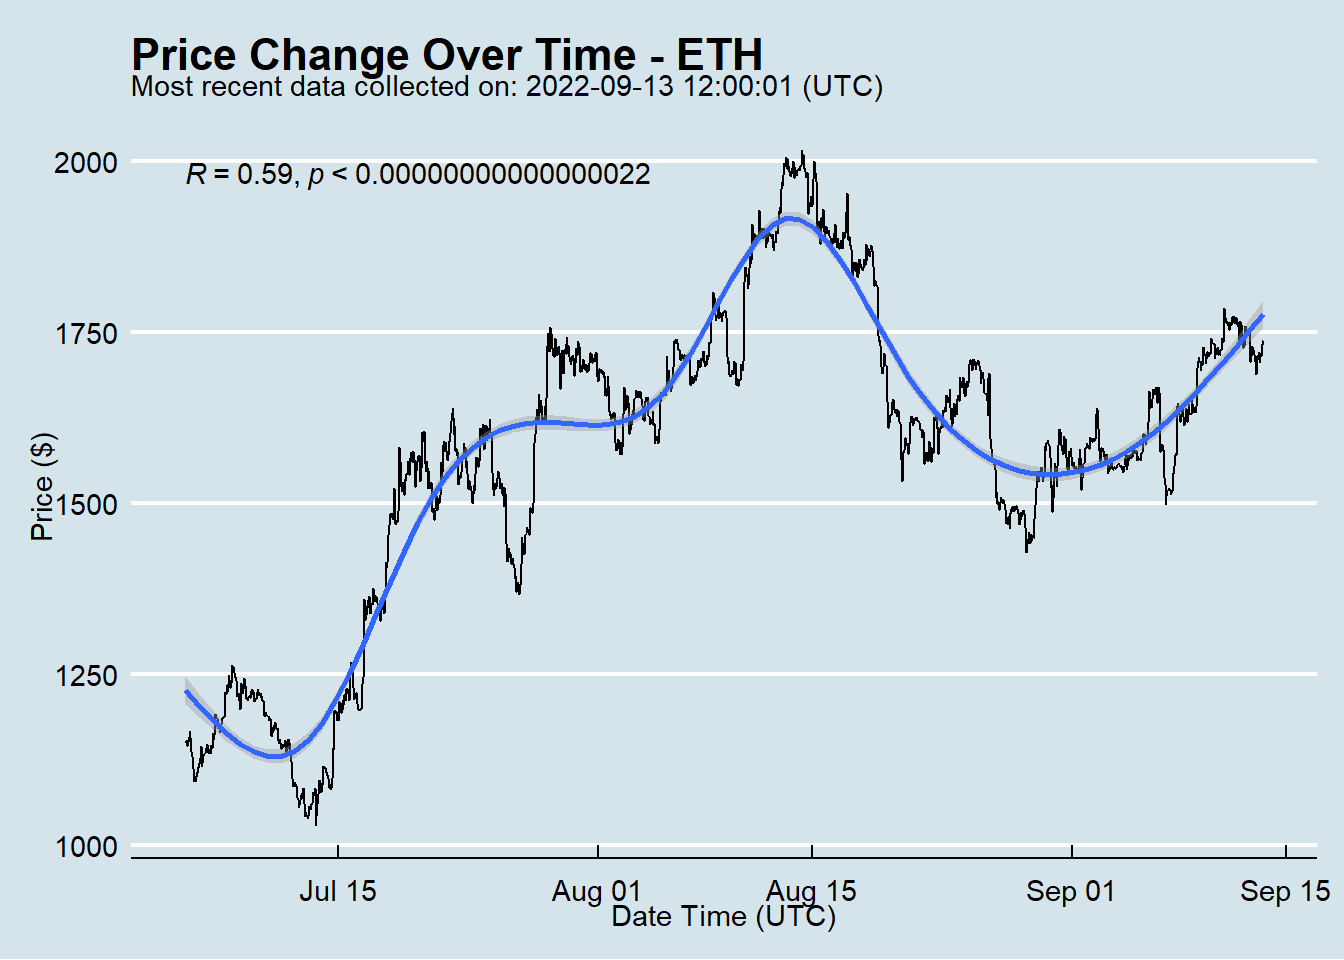 Price Change Over Time - ETH
Most recent data collected on: 2022-09-13 12:00:01 (UTC)
R = 0.59, p < 0.00000000000000022
2000
1750
1500
1250
1000
Price ($)
Jul 15 Aug 01 Aug 15 Sep 01 Sep 15
Date Time (UTC)